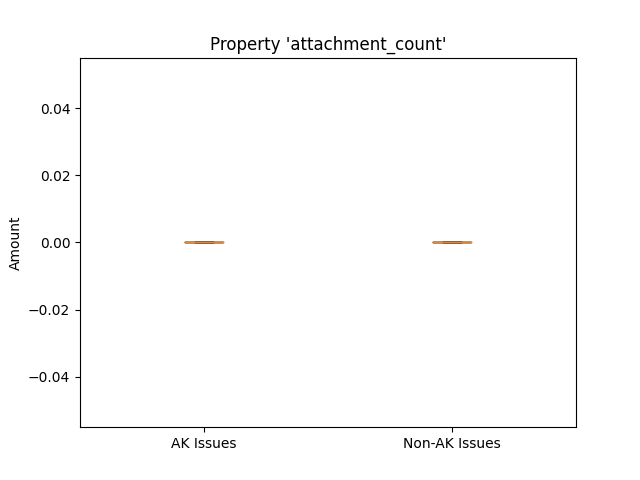 Property 'attachment_count'
Amount
0.04
0.02
0.00
−0.02
−0.04
AK Issues
Non-AK Issues